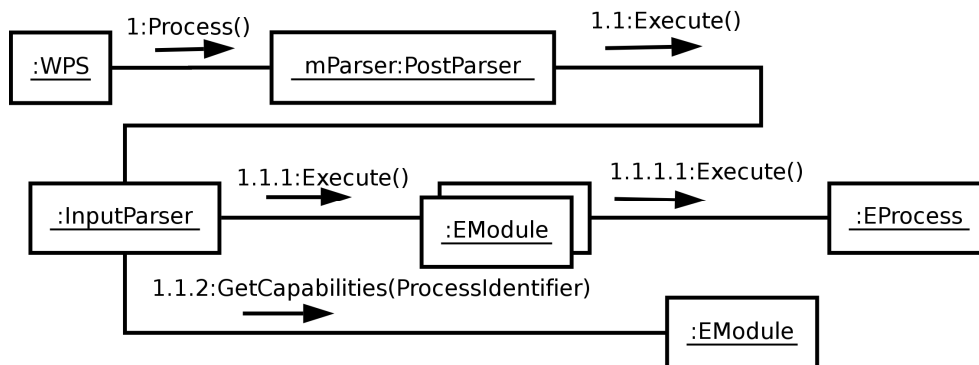 1:Process()
1.1:Execute()
:WPS
mParser:PostParser
1.1.1:Execute()
1.1.1.1:Execute()
:InputParser
:EModule
:EProcess
1.1.2:GetCapabilities(ProcessIdentifier)
:EModule